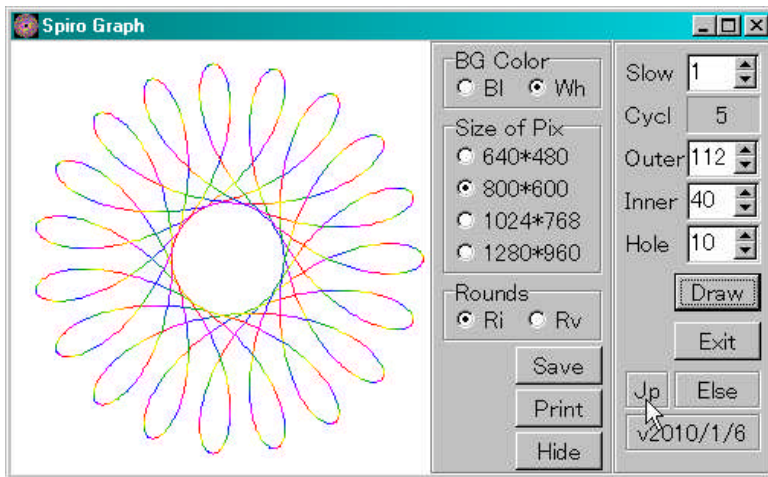 Spiro Graph
BG Color
Bl Wh
Size of Pix
640*480
800*600
1024*768
1280*960
Rounds
Ri Rv
Save
Print
Hide
Slow 1
Cycl 5
Outer 112
Inner 40
Hole 10
Draw
Exit
Jp Else
v2010/1/6